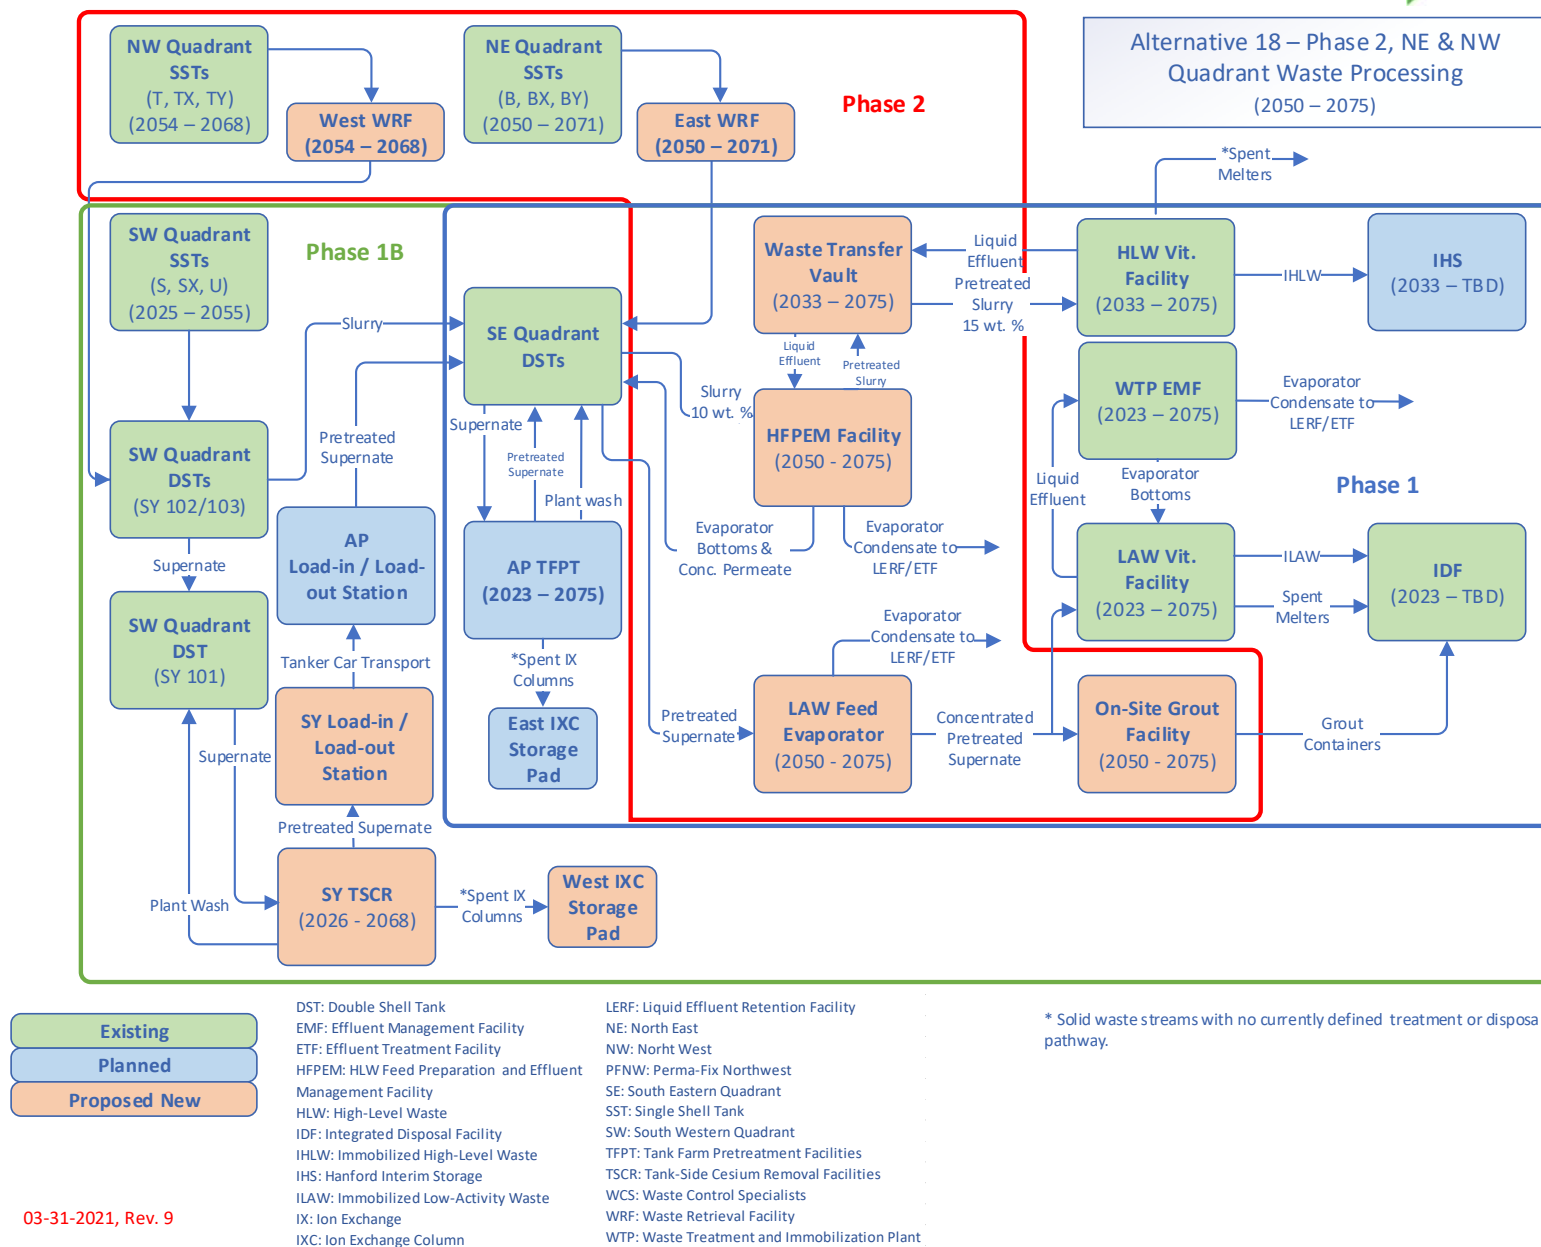 Alternative 18 – Phase 2, NE & NW
Quadrant Waste Processing
(2050 – 2075)
NW Quadrant
SSTs
(T, TX, TY)
(2054 – 2068)
West WRF
(2054 – 2068)
NE Quadrant
SSTs
(B, BX, BY)
(2050 – 2071)
East WRF
(2050 – 2071)
Phase 2
*Spent
Melters
SW Quadrant
SSTs
(S, SX, U)
(2025 – 2055)
Phase 1B
Slurry
SE Quadrant
DSTs
Waste Transfer
Vault
(2033 – 2075)
Liquid
Effluent
Pretreated
Slurry
15 wt. %
HLW Vit.
Facility
(2033 – 2075)
IHLW
IHS
(2033 – TBD)
Liquid
Effluent
Pretreated
Slurry
Slurry
10 wt. %
HFPEM Facility
(2050 - 2075)
WTP EMF
(2023 – 2075)
Evaporator
Condensate to
LERF/ETF
Phase 1
Liquid
Effluent
Evaporator
Bottoms
SW Quadrant
DSTs
(SY 102/103)
Pretreated
Supernate
Supernate
Pretreated
Supernate
Plant wash
Evaporator
Bottoms &
Conc. Permeate
Evaporator
Condensate to
LERF/ETF
AP
Load-in / Load-
out Station
AP TFPT
(2023 – 2075)
LAW Vit.
Facility
(2023 – 2075)
ILAW
Spent
Melters
IDF
(2023 – TBD)
Supernate
SW Quadrant
DST
(SY 101)
Tanker Car Transport
*Spent IX
Columns
Evaporator
Condensate to
LERF/ETF
SY Load-in /
Load-out
Station
East IXC
Storage
Pad
Pretreated
Supernate
LAW Feed
Evaporator
(2050 - 2075)
Concentrated
Pretreated
Supernate
On-Site Grout
Facility
(2050 - 2075)
Grout
Containers
Supernate
Pretreated Supernate
Plant Wash
SY TSCR
(2026 - 2068)
*Spent IX
Columns
West IXC
Storage
Pad
Existing
Planned
Proposed New
DST: Double Shell Tank
EMF: Effluent Management Facility
ETF: Effluent Treatment Facility
HFPEM: HLW Feed Preparation and Effluent
Management Facility
HLW: High-Level Waste
IDF: Integrated Disposal Facility
IHLW: Immobilized High-Level Waste
IHS: Hanford Interim Storage
ILAW: Immobilized Low-Activity Waste
IX: Ion Exchange
IXC: Ion Exchange Column
LERF: Liquid Effluent Retention Facility
NE: North East
NW: Norht West
PFNW: Perma-Fix Northwest
SE: South Eastern Quadrant
SST: Single Shell Tank
SW: South Western Quadrant
TFPT: Tank Farm Pretreatment Facilities
TSCR: Tank-Side Cesium Removal Facilities
WCS: Waste Control Specialists
WRF: Waste Retrieval Facility
WTP: Waste Treatment and Immobilization Plant
* Solid waste streams with no currently defined treatment or disposa
pathway.
03-31-2021, Rev. 9